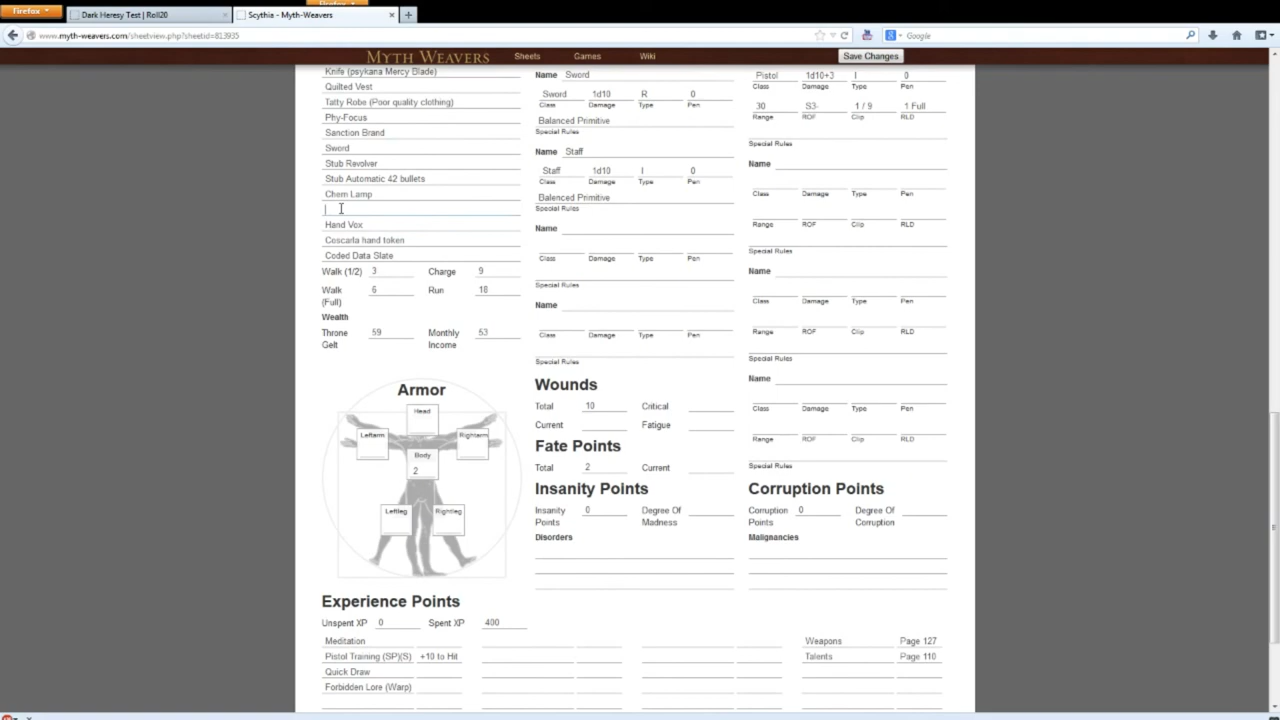 Firefox
Firefox
Dark Heresy Test | Roll20
Scythia - Myth-Weavers
www.myth-weavers.com/sheetview.php?sheetid=813935
Google
MYTH WEAVERS
Sheets
Games
Wiki
Save Changes
Knife (psykana Mercy Blade)
Quilted Vest
Tatty Robe (Poor quality clothing)
Phy-Focus
Sanction Brand
Sword
Stub Revolver
Stub Automatic 42 bullets
Chem Lamp
Hand Vox
Coscarla hand token
Coded Data Slate
Walk (1/2) 3 Charge 9
Walk (Full) 6 Run 18
Wealth
Throne Gelt 59 Monthly Income 53
Armor
Head
Leftarm
Rightarm
Body
2
Leftleg
Rightleg
Name Sword
Sword 1d10 R 0
Class Damage Type Pen
Balanced Primitive
Special Rules
Name Staff
Staff 1d10 I 0
Class Damage Type Pen
Balenced Primitive
Special Rules
Name
Class Damage Type Pen
Special Rules
Name
Class Damage Type Pen
Special Rules
Wounds
Total 10 Critical
Current Fatigue
Fate Points
Total 2 Current
Insanity Points
Insanity Points 0 Degree Of Madness
Disorders
Pistol 1d10+3 I 0
Class Damage Type Pen
30 S3- 1 / 9 1 Full
Range ROF Clip RLD
Special Rules
Name
Class Damage Type Pen
Range ROF Clip RLD
Special Rules
Name
Class Damage Type Pen
Range ROF Clip RLD
Special Rules
Name
Class Damage Type Pen
Range ROF Clip RLD
Special Rules
Corruption Points
Corruption Points 0 Degree Of Corruption
Malignancies
Experience Points
Unspent XP 0 Spent XP 400
Meditation
Weapons Page 127
Pistol Training (SP)(S) +10 to Hit
Talents Page 110
Quick Draw
Forbidden Lore (Warp)